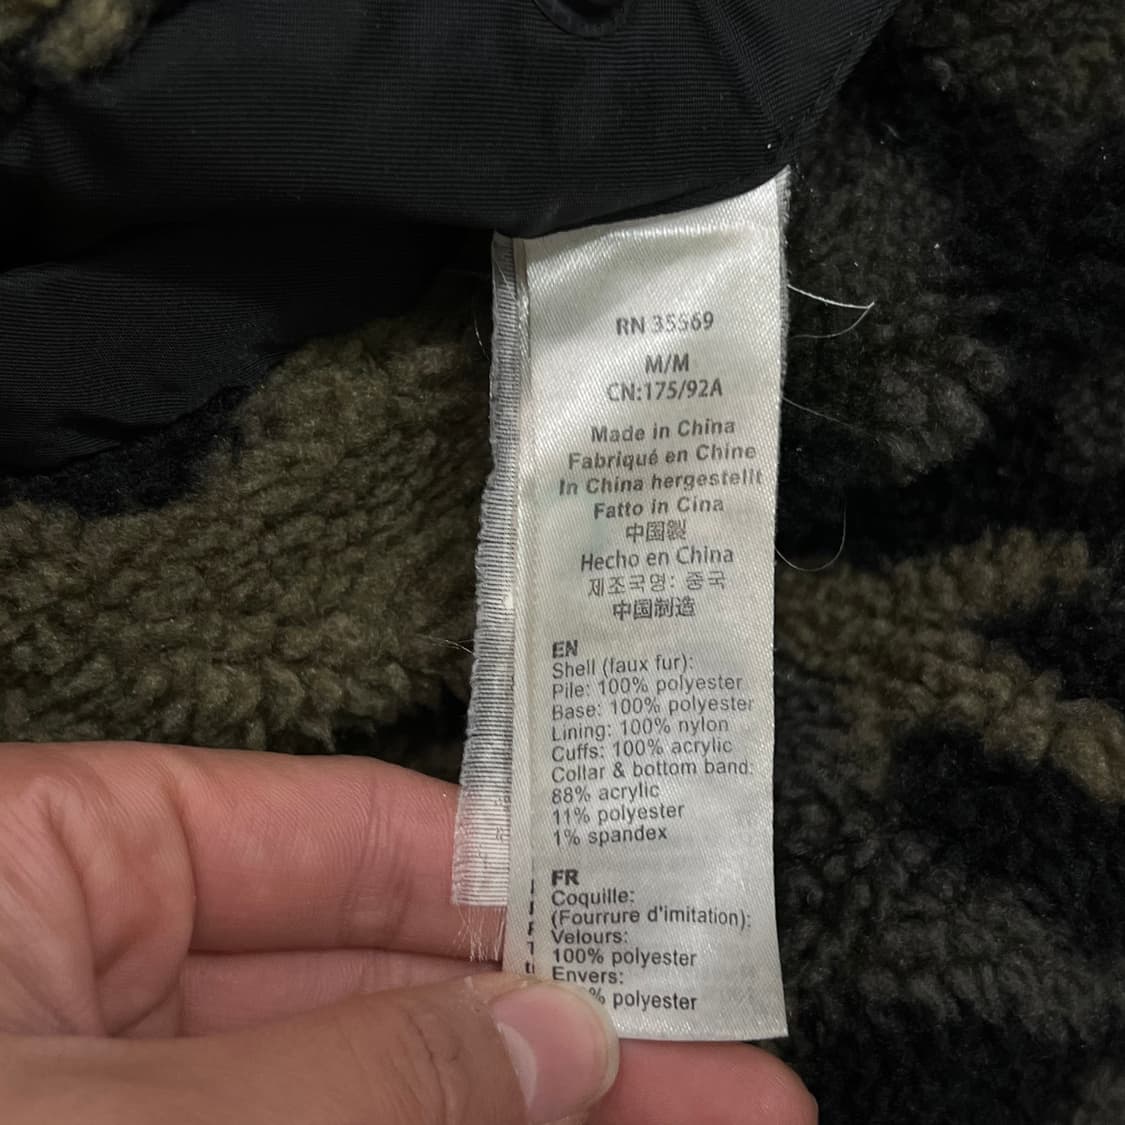 RN 35569
M/M
CN:175/92A
Made in China
Fabriqué en Chine
In China hergestellt
Fatto in Cina
中国製
Hecho en China
제조국명: 중국
中国制造
EN
Shell (faux fur):
Pile: 100% polyester
Base: 100% polyester
Lining: 100% nylon
Cuffs: 100% acrylic
Collar & bottom band:
88% acrylic
11% polyester
1% spandex
FR
Coquille:
(Fourrure d'imitation):
Velours:
100% polyester
Envers:
% polyester